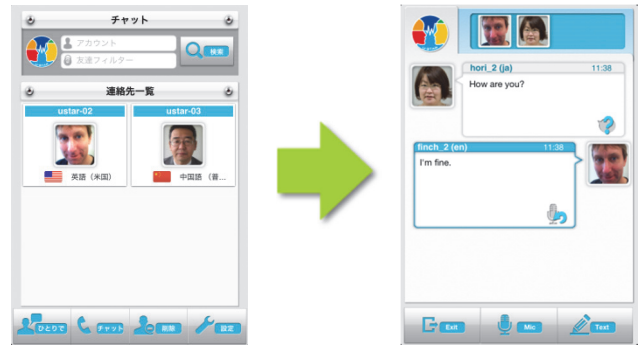 チャット
アカウント
友達フィルター
検索
連絡先一覧
ustar-02
ustar-03
英語（米国）
中国語（普...
ひとりで
チャット
削除
設定
hori_2 (ja)
11:38
How are you?
finch_2 (en)
11:38
I'm fine.
Exit
Mic
Text